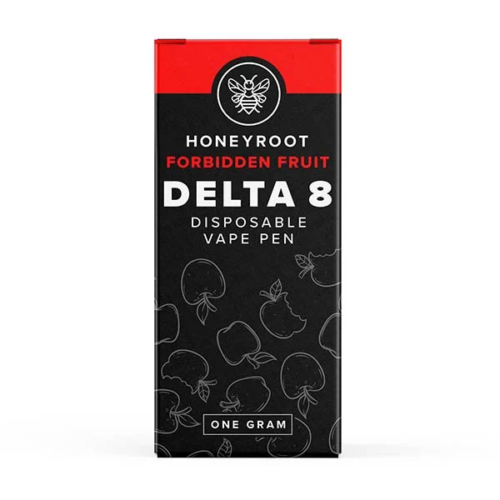 HONEYROOT
FORBIDDEN FRUIT
DELTA 8
DISPOSABLE
VAPE PEN
ONE GRAM